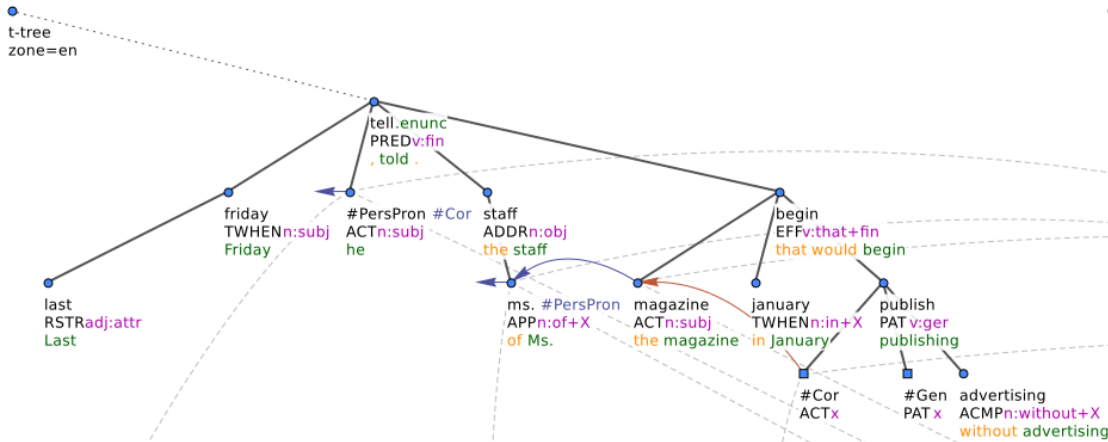 t-tree
zone=en
tell.enunc
PREDv:fin
, told .
friday
TWHENn:subj
Friday
#PersPron #Cor
ACTn:subj
he
staff
ADDRn:obj
the staff
begin
EFFv:that+fin
that would begin
last
RSTRadj:attr
Last
ms. #PersPron
APPn:of+X
of Ms.
magazine
ACTn:subj
the magazine
january
TWHENn:in+X
in January
publish
PATv:ger
publishing
#Cor
ACTx
#Gen
PATx
advertising
ACMPn:without+X
without advertising